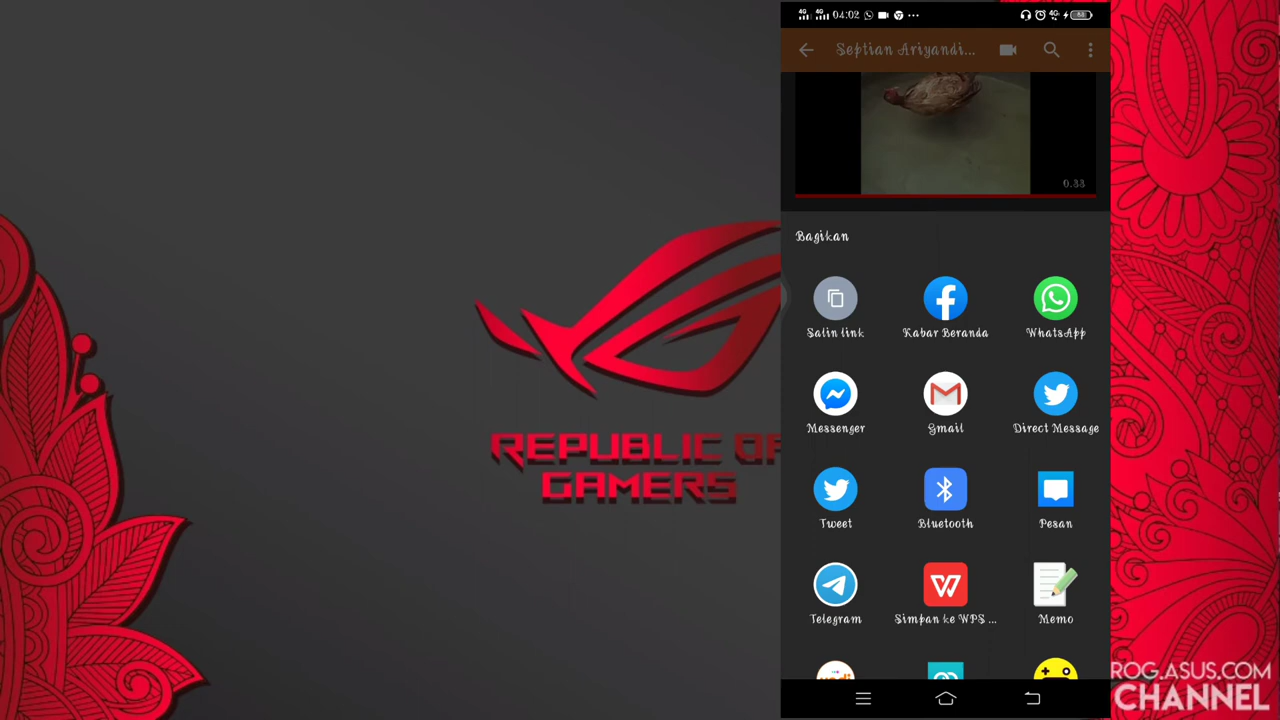 04:02
88
Septian Ariyandi...
0.33
Bagikan
Salin link
Kabar Beranda
WhatsApp
Messenger
Gmail
Direct Message
Tweet
Bluetooth
Pesan
Telegram
Simpan ke WPS ...
Memo
REPUBLIC OF
GAMERS
ROG.ASUS.COM
CHANNEL